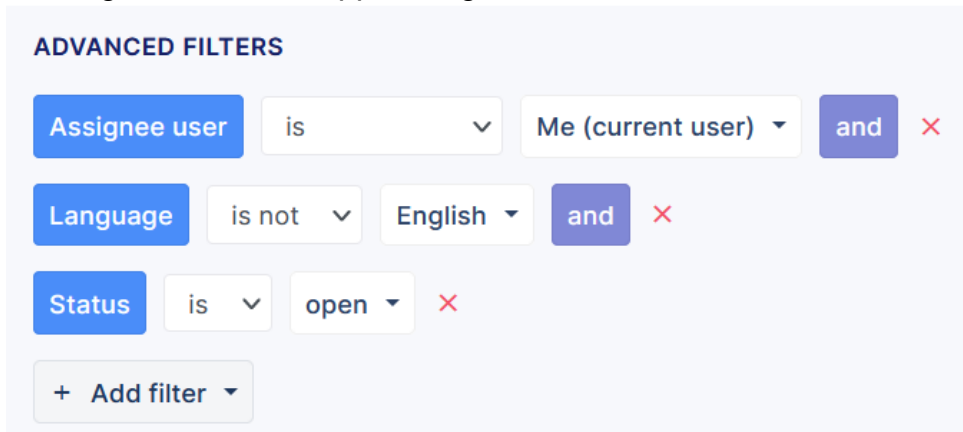 ADVANCED FILTERS
Assignee user is Me (current user) and ×
Language is not English and ×
Status is open ×
+ Add filter